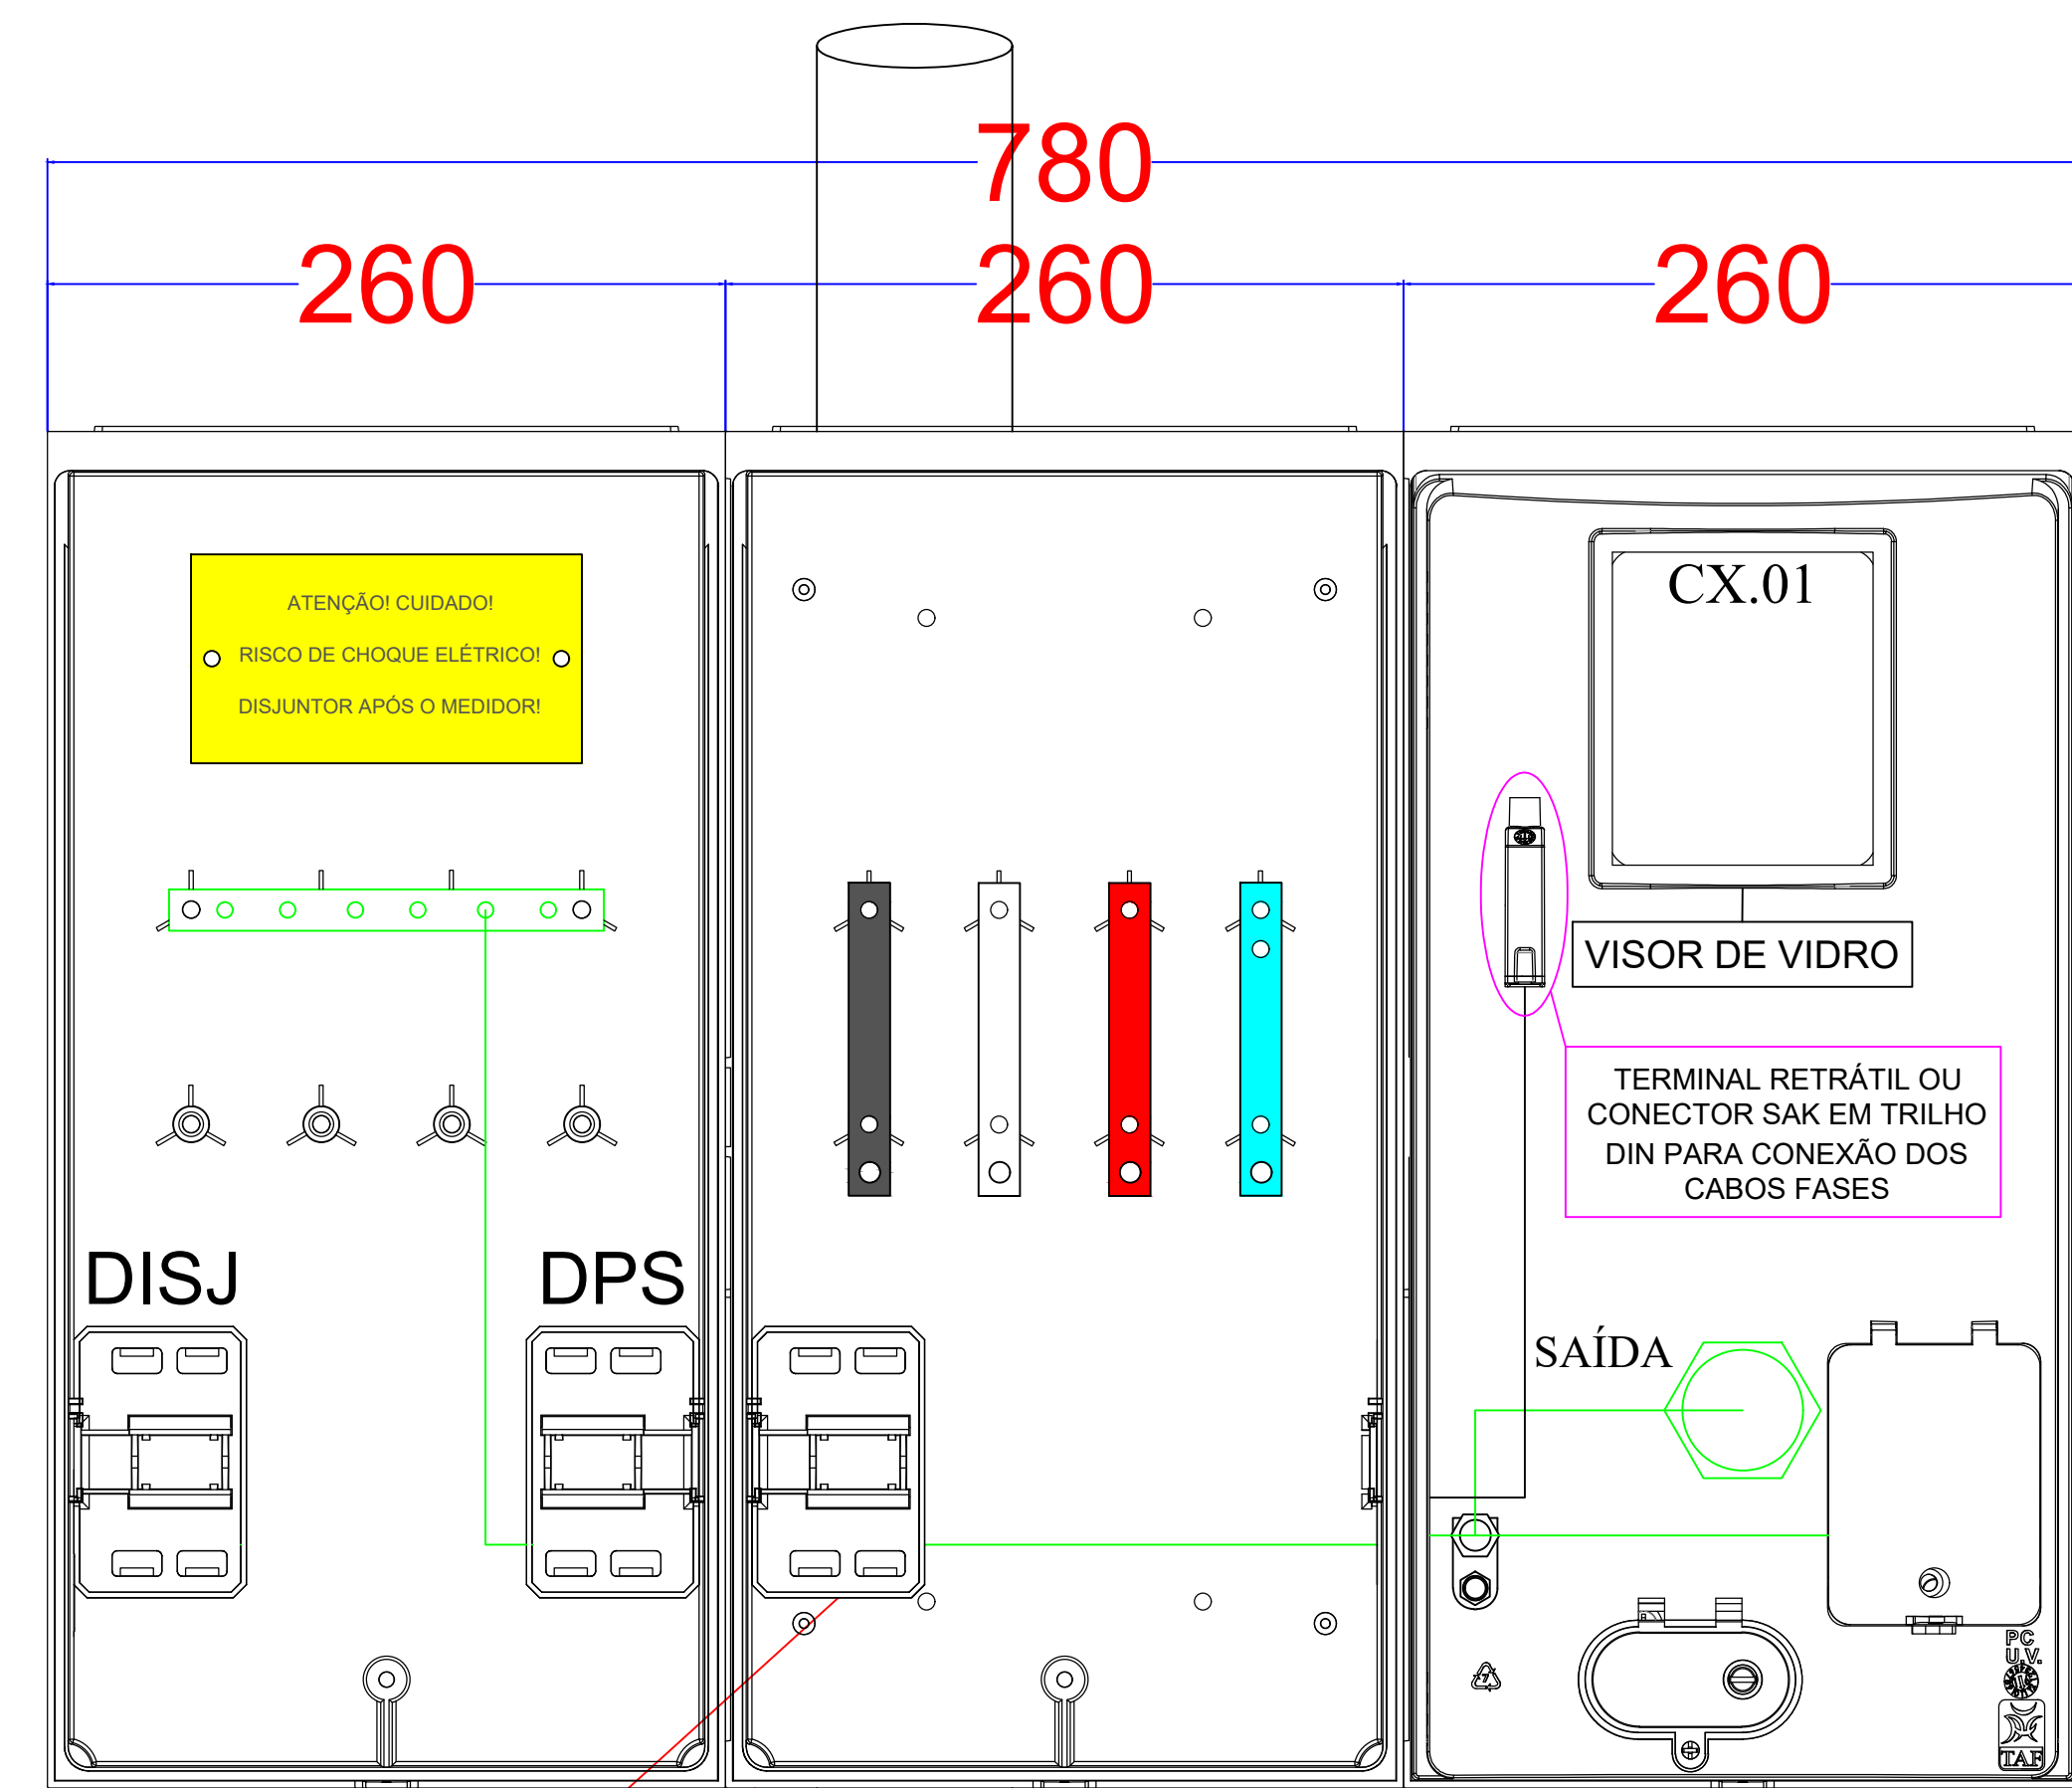 780
260
260
260
ATENÇÃO! CUIDADO!
RISCO DE CHOQUE ELÉTRICO!
DISJUNTOR APÓS O MEDIDOR!
CX.01
VISOR DE VIDRO
TERMINAL RETRÁTIL OU
CONECTOR SAK EM TRILHO
DIN PARA CONEXÃO DOS
CABOS FASES
DISJ
DPS
SAÍDA
7
PC
U.V.
TAF